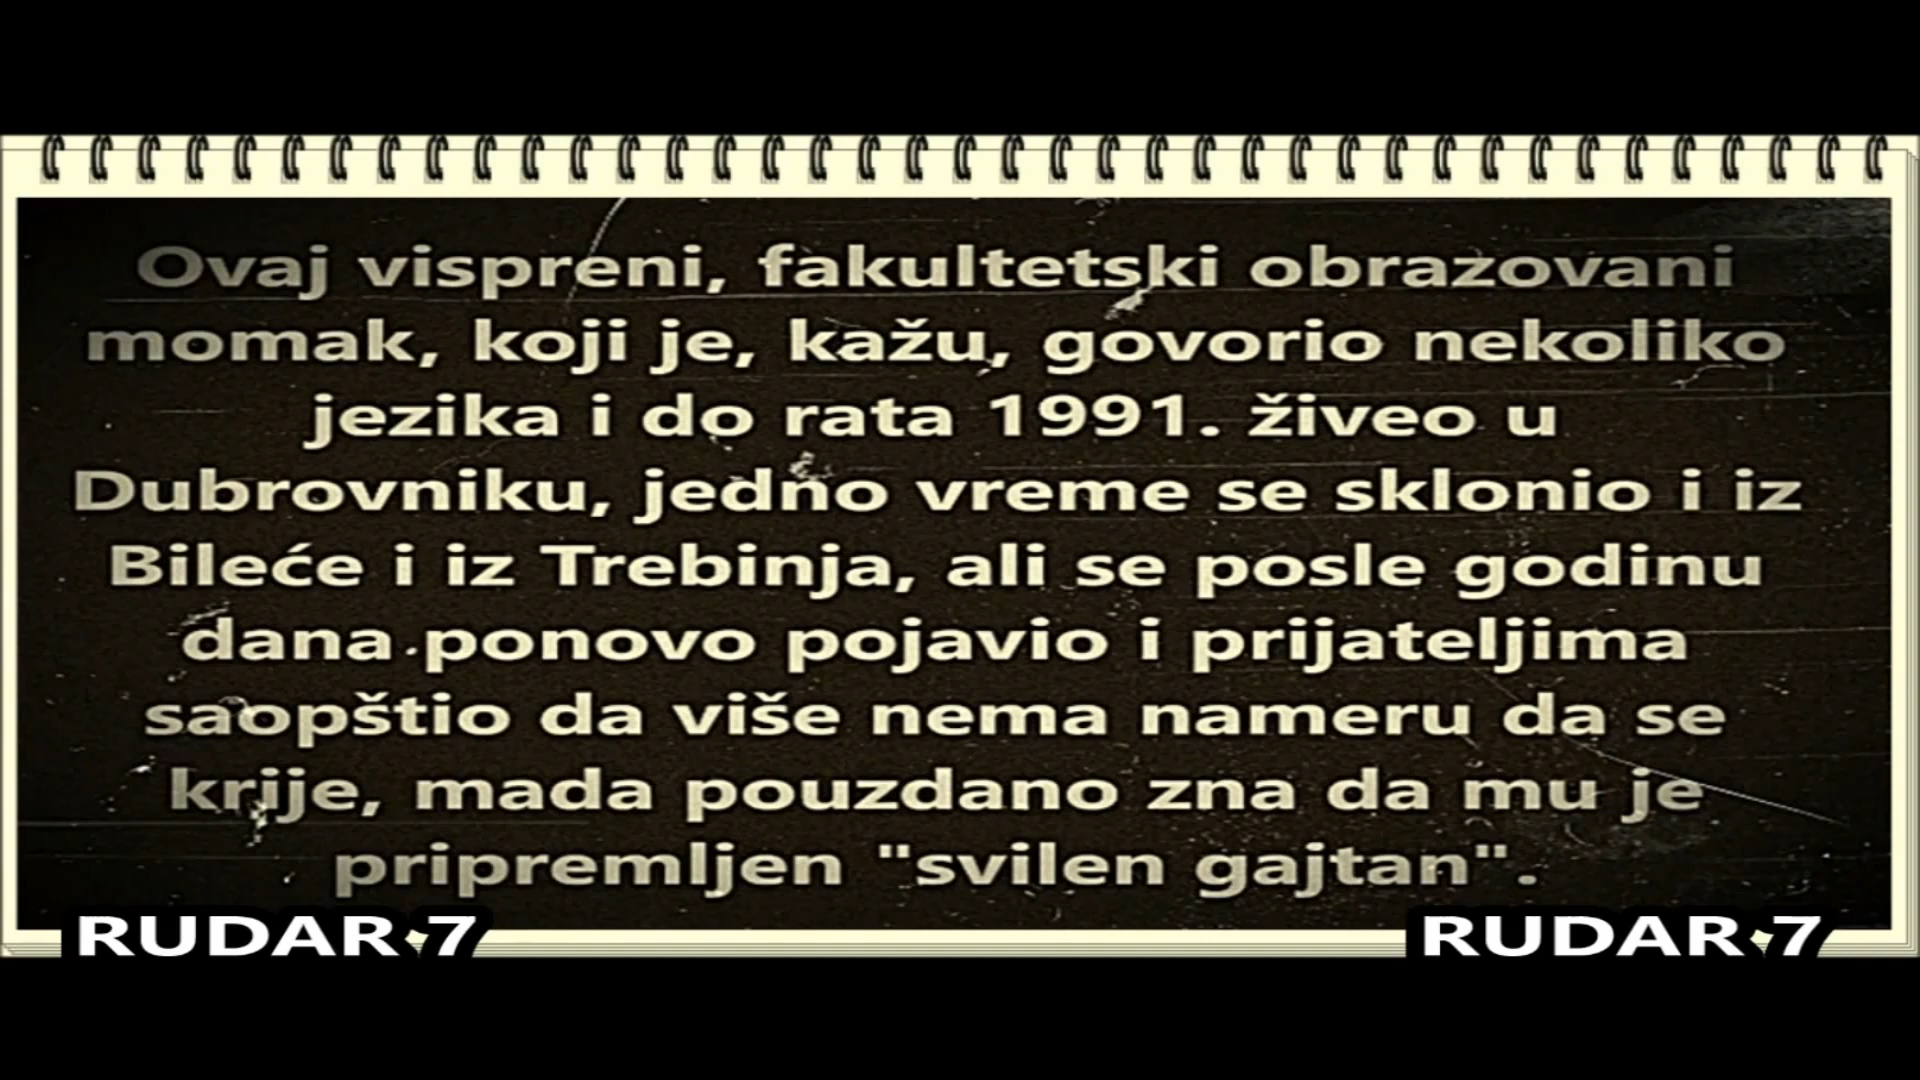 Ovaj vispreni, fakultetski obrazovani
momak, koji je, kažu, govorio nekoliko
jezika i do rata 1991. živeo u
Dubrovniku, jedno vreme se sklonio i iz
Bileće i iz Trebinja, ali se posle godinu
dana ponovo pojavio i prijateljima
saopštio da više nema nameru da se
krije, mada pouzdano zna da mu je
pripremljen "svilen gajtan".
RUDAR 7
RUDAR 7